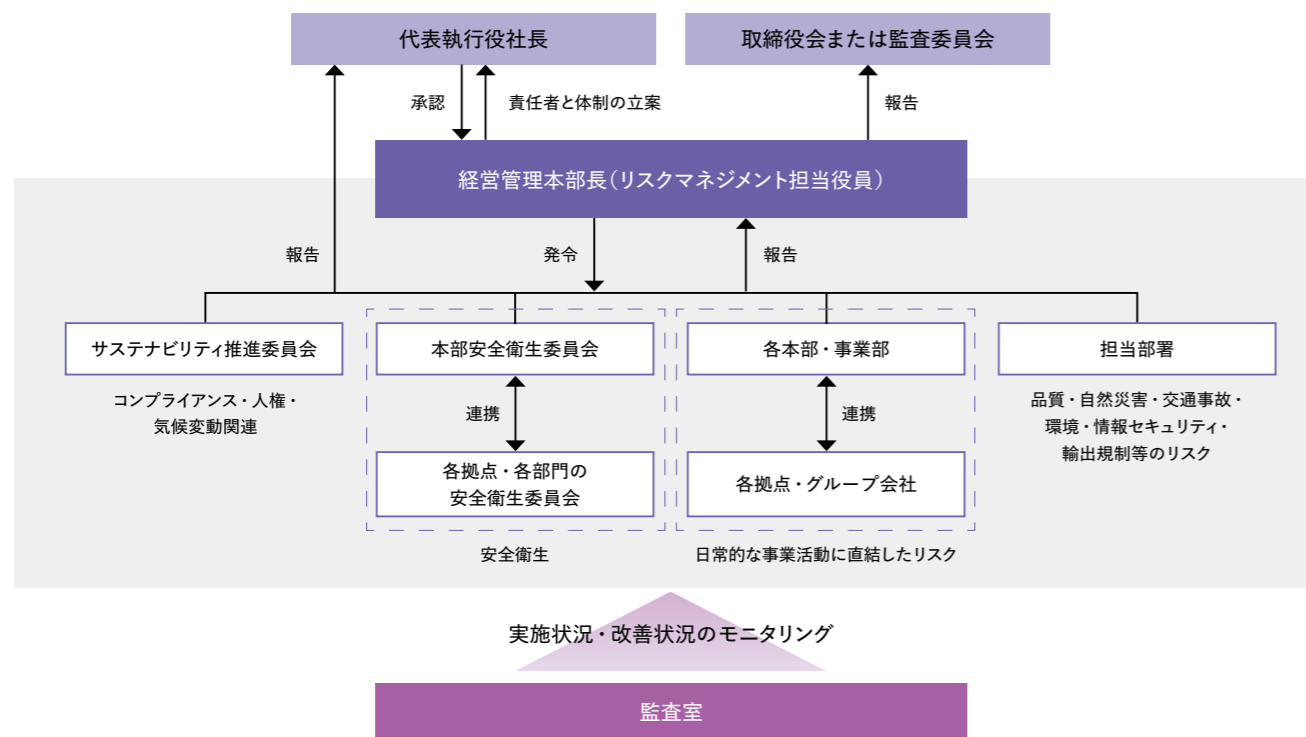 代表執行役社長
取締役会または監査委員会
承認
責任者と体制の立案
報告
経営管理本部長（リスクマネジメント担当役員）
報告
発令
報告
サステナビリティ推進委員会
本部安全衛生委員会
各本部・事業部
担当部署
コンプライアンス・人権・
気候変動関連
連携
連携
品質・自然災害・交通事故・
環境・情報セキュリティ・
輸出規制等のリスク
各拠点・各部門の
安全衛生委員会
各拠点・グループ会社
安全衛生
日常的な事業活動に直結したリスク
実施状況・改善状況のモニタリング
監査室